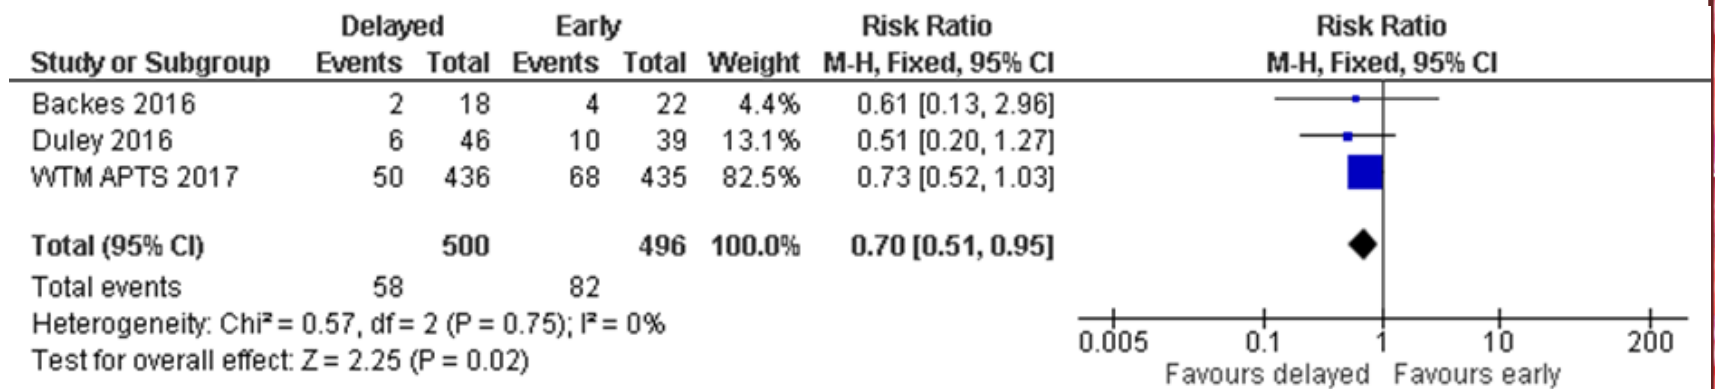 Delayed Early Risk Ratio Risk Ratio
Study or Subgroup Events Total Events Total Weight M-H, Fixed, 95% CI M-H, Fixed, 95% CI
Backes 2016 2 18 4 22 4.4% 0.61 [0.13, 2.96]
Duley 2016 6 46 10 39 13.1% 0.51 [0.20, 1.27]
WTM APTS 2017 50 436 68 435 82.5% 0.73 [0.52, 1.03]
Total (95% CI) 500 496 100.0% 0.70 [0.51, 0.95]
Total events 58 82
Heterogeneity: Chi² = 0.57, df = 2 (P = 0.75); I² = 0%
Test for overall effect: Z = 2.25 (P = 0.02)
0.005 0.1 1 10 200
Favours delayed Favours early